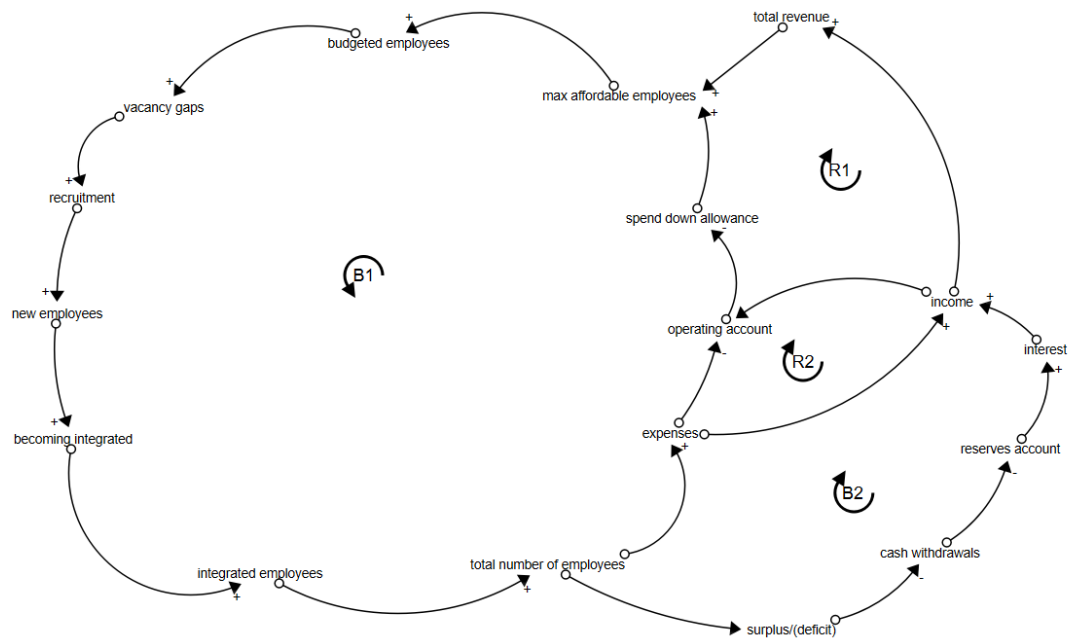 total revenue
+
+
budgeted employees
+
vacancy gaps
max affordable employees
+
+
R1
+
recruitment
spend down allowance
-
B1
+
new employees
income
+
operating account
+
-
R2
interest
+
+
becoming integrated
expenses
+
reserves account
-
B2
cash withdrawals
-
integrated employees
+
total number of employees
+
surplus/(deficit)